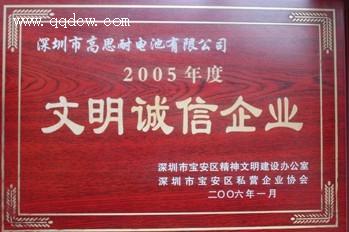 www.qqdcw.com
深圳市高思耐电池有限公司
2005年度
文明诚信企业
深圳市宝安区精神文明建设办公室
深圳市宝安区私营企业协会
二〇〇六年一月